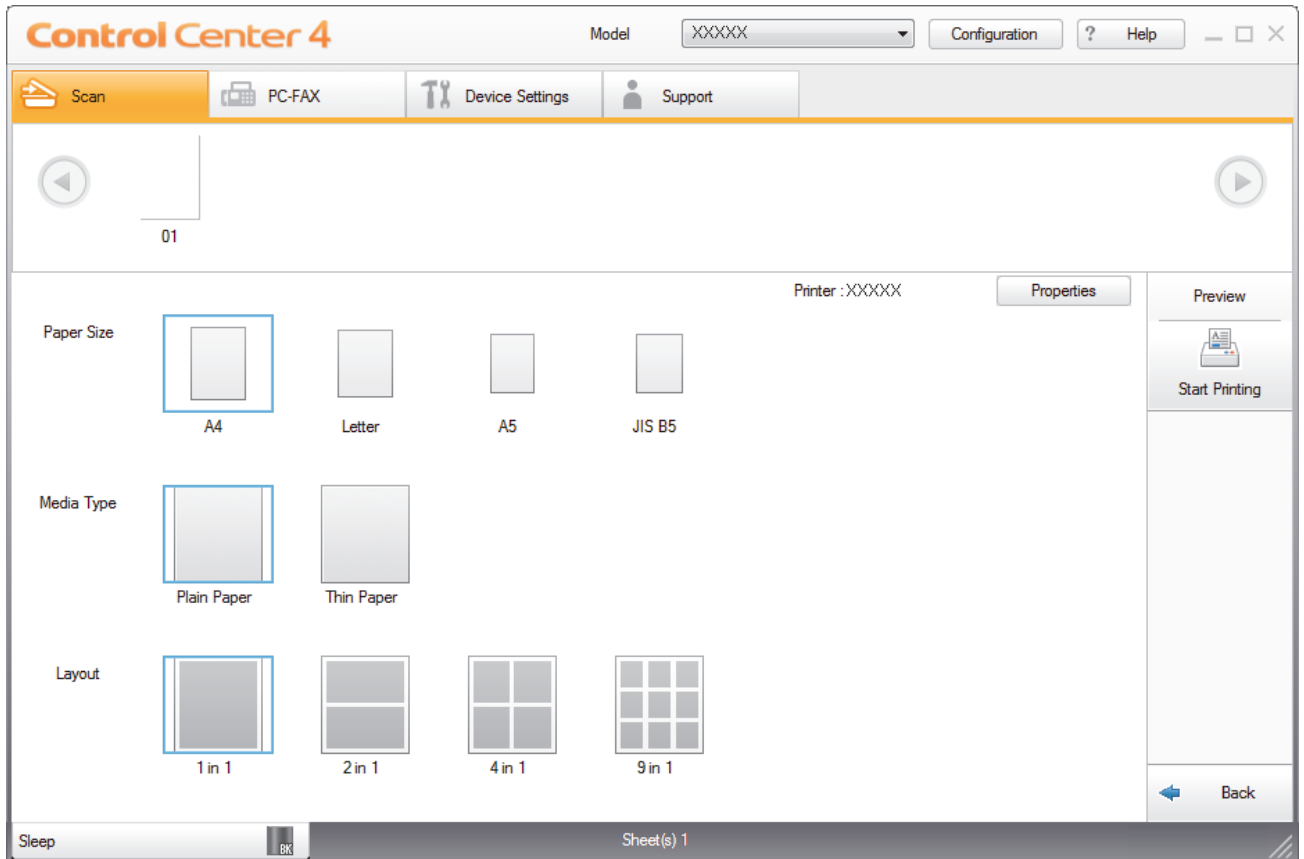 Control Center 4
Model XXXXX Configuration ? Help
Scan PC-FAX Device Settings Support
01
Printer : XXXXX Properties Preview
Paper Size
Start Printing
A4 Letter A5 JIS B5
Media Type
Plain Paper Thin Paper
Layout
1 in 1 2 in 1 4 in 1 9 in 1
Back
Sleep BK Sheet(s) 1